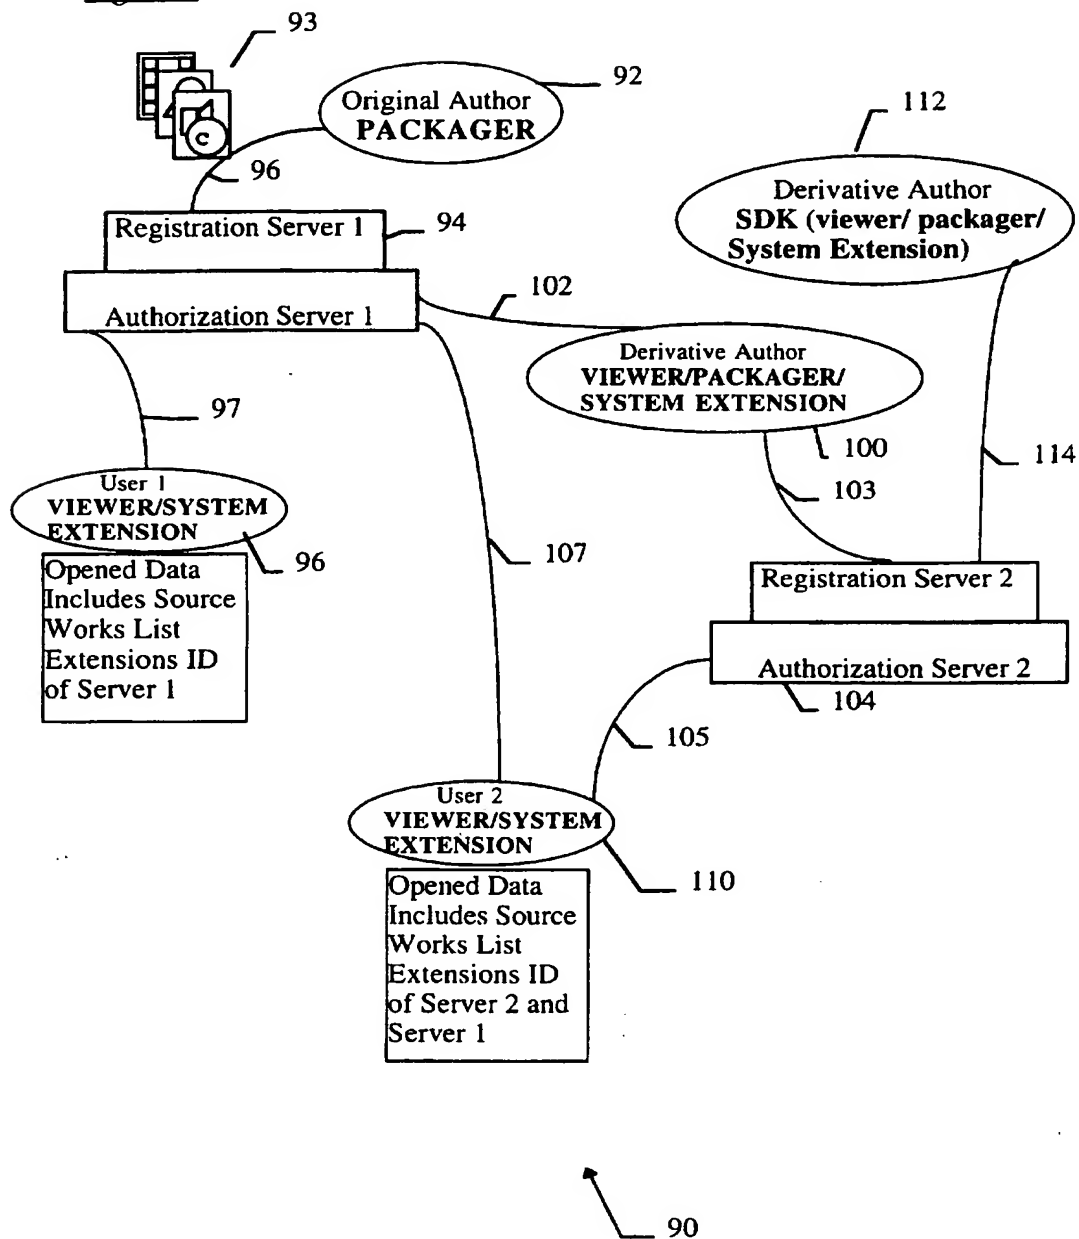 93
C
Original Author
PACKAGER
92
96
112
Derivative Author
SDK (viewer/ packager/
System Extension)
Registration Server 1
94
Authorization Server 1
102
Derivative Author
VIEWER/PACKAGER/
SYSTEM EXTENSION
100
97
103
114
User 1
VIEWER/SYSTEM
EXTENSION
96
107
Opened Data
Includes Source
Works List
Extensions ID
of Server 1
Registration Server 2
Authorization Server 2
104
105
User 2
VIEWER/SYSTEM
EXTENSION
110
Opened Data
Includes Source
Works List
Extensions ID
of Server 2 and
Server 1
90